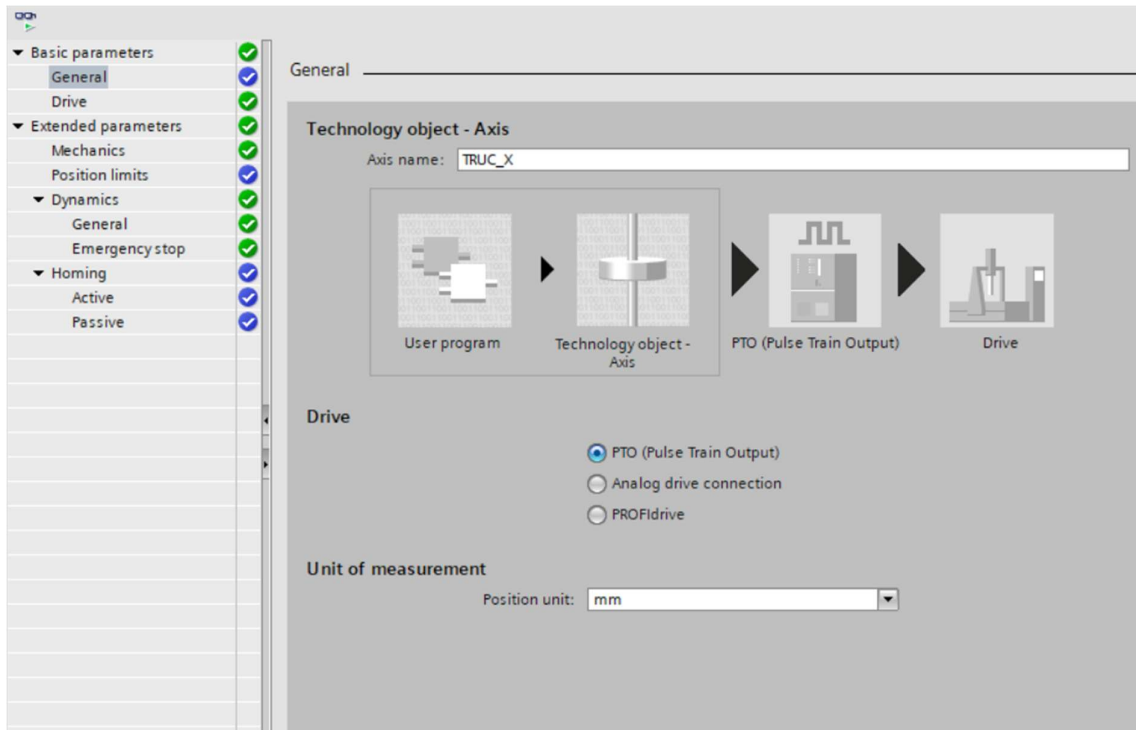 Basic parameters
General
Drive
Extended parameters
Mechanics
Position limits
Dynamics
General
Emergency stop
Homing
Active
Passive
General
Technology object - Axis
Axis name: TRUC_X
User program
Technology object -
Axis
PTO (Pulse Train Output)
Drive
Drive
PTO (Pulse Train Output)
Analog drive connection
PROFIdrive
Unit of measurement
Position unit: mm